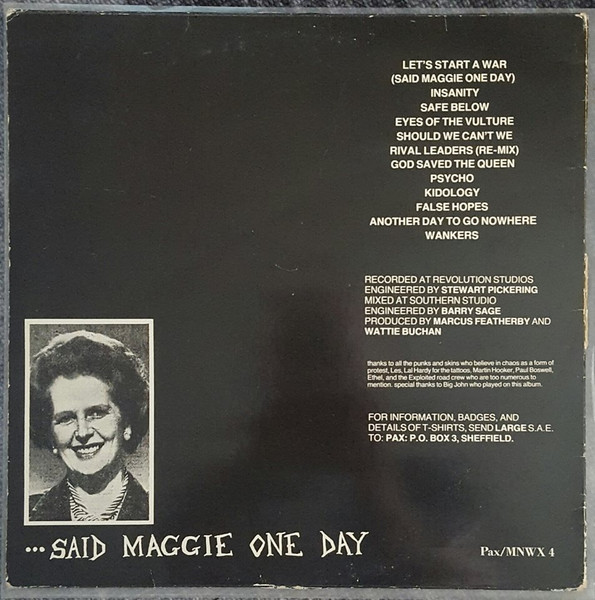 LET'S START A WAR
(SAID MAGGIE ONE DAY)
INSANITY
SAFE BELOW
EYES OF THE VULTURE
SHOULD WE CAN'T WE
RIVAL LEADERS (RE-MIX)
GOD SAVED THE QUEEN
PSYCHO
KIDOLOGY
FALSE HOPES
ANOTHER DAY TO GO NOWHERE
WANKERS
RECORDED AT REVOLUTION STUDIOS
ENGINEERED BY STEWART PICKERING
MIXED AT SOUTHERN STUDIO
ENGINEERED BY BARRY SAGE
PRODUCED BY MARCUS FEATHERBY AND
WATTIE BUCHAN
thanks to all the punks and skins who believe in chaos as a form of
protest, Les, Lal Hardy for the tattoos, Martin Hooker, Paul Boswell,
Ethel, and the Exploited road crew who are too numerous to
mention. special thanks to Big John who played on this album.
FOR INFORMATION, BADGES, AND
DETAILS OF T-SHIRTS, SEND LARGE S.A.E.
TO: PAX: P.O. BOX 3, SHEFFIELD.
...SAID MAGGIE ONE DAY
Pax/MNWX 4